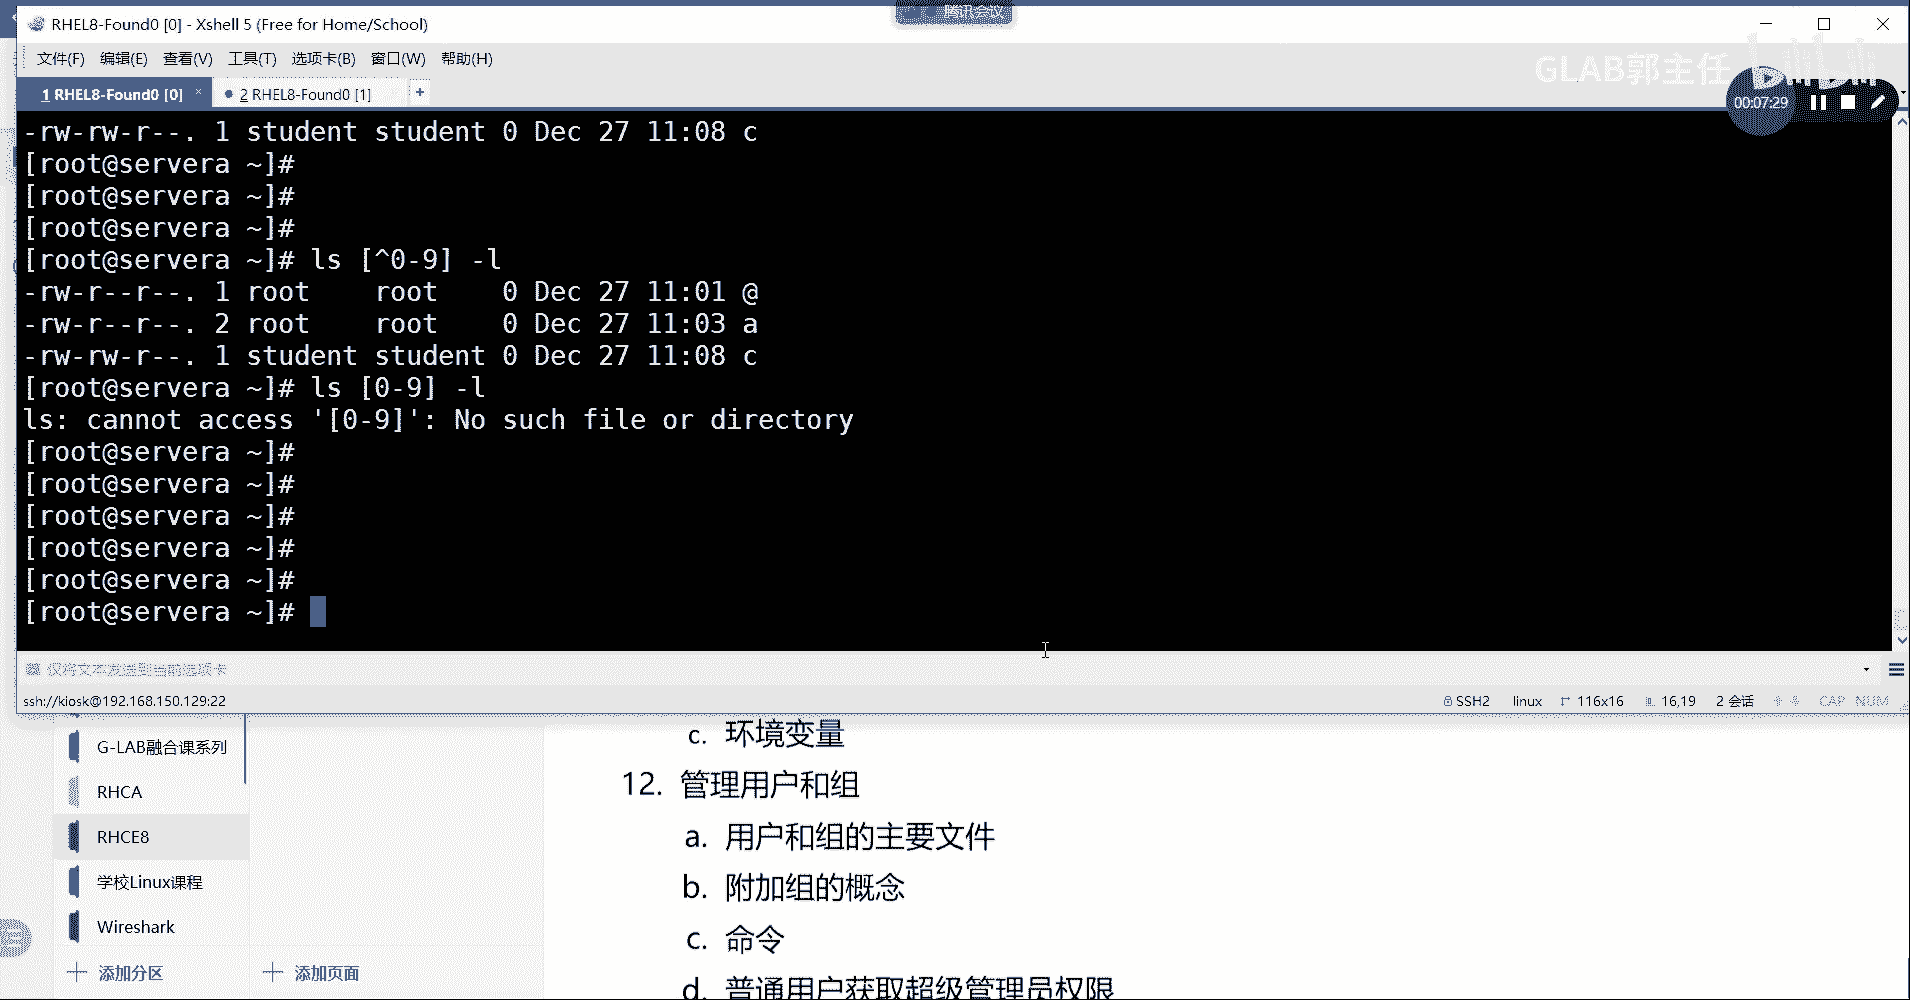 RHEL8-Found0 [0] - Xshell 5 (Free for Home/School)
腾讯会议
文件(F) 编辑(E) 查看(V) 工具(T) 选项卡(B) 窗口(W) 帮助(H)
GLAB郭主任
bilibili
1 RHEL8-Found0 [0] × 2 RHEL8-Found0 [1] +
00:07:29
-rw-rw-r--. 1 student student 0 Dec 27 11:08 c
[root@servera ~]#
[root@servera ~]#
[root@servera ~]#
[root@servera ~]# ls [^0-9] -l
-rw-r--r--. 1 root    root    0 Dec 27 11:01 @
-rw-r--r--. 2 root    root    0 Dec 27 11:03 a
-rw-rw-r--. 1 student student 0 Dec 27 11:08 c
[root@servera ~]# ls [0-9] -l
ls: cannot access '[0-9]': No such file or directory
[root@servera ~]#
[root@servera ~]#
[root@servera ~]#
[root@servera ~]#
[root@servera ~]#
[root@servera ~]#
仅将文本发送到当前选项卡
ssh://kiosk@192.168.150.129:22 SSH2 linux 116x16 16,19 2 会话 CAP NUM
G-LAB融合课系列
RHCA
RHCE8
学校Linux课程
Wireshark
添加分区 添加页面
c. 环境变量
12. 管理用户和组
a. 用户和组的主要文件
b. 附加组的概念
c. 命令
d. 普通用户获取超级管理员权限